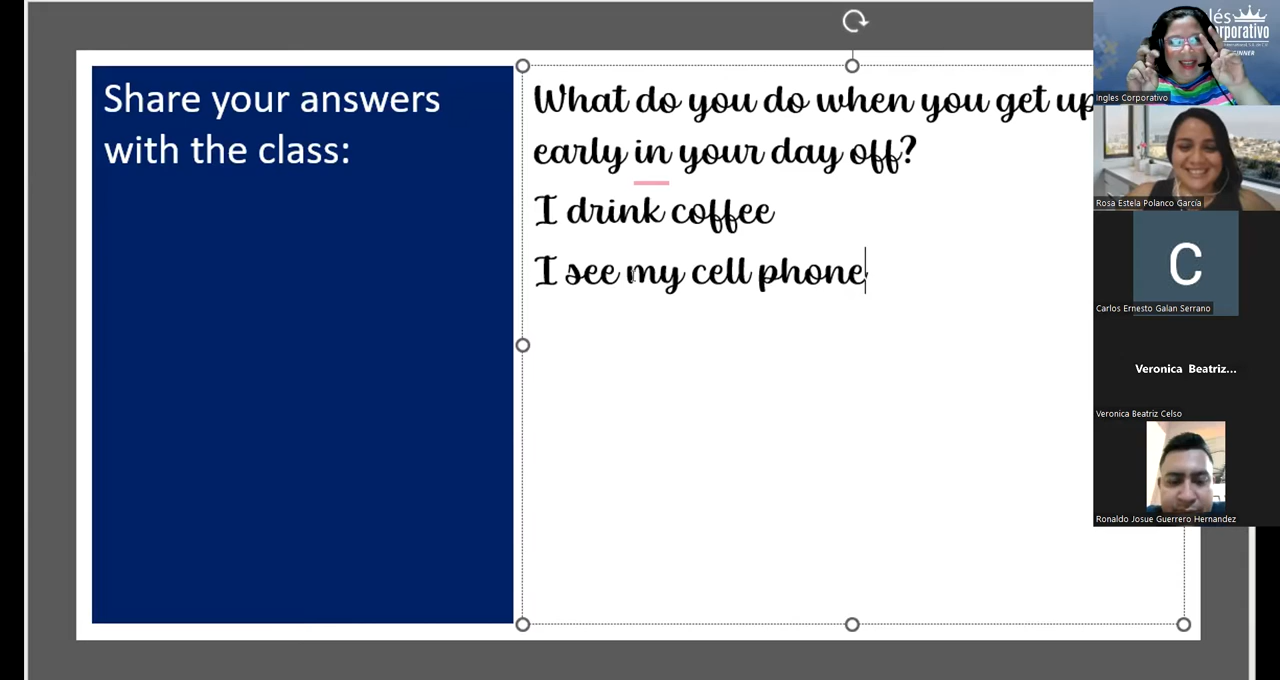 Share your answers
with the class:
What do you do when you get up
early in your day off?
I drink coffee
I see my cell phone
Ingles Corporativo
Rosa Estela Polanco García
C
Carlos Ernesto Galan Serrano
Veronica Beatriz...
Veronica Beatriz Celso
Ronaldo Josue Guerrero Hernandez